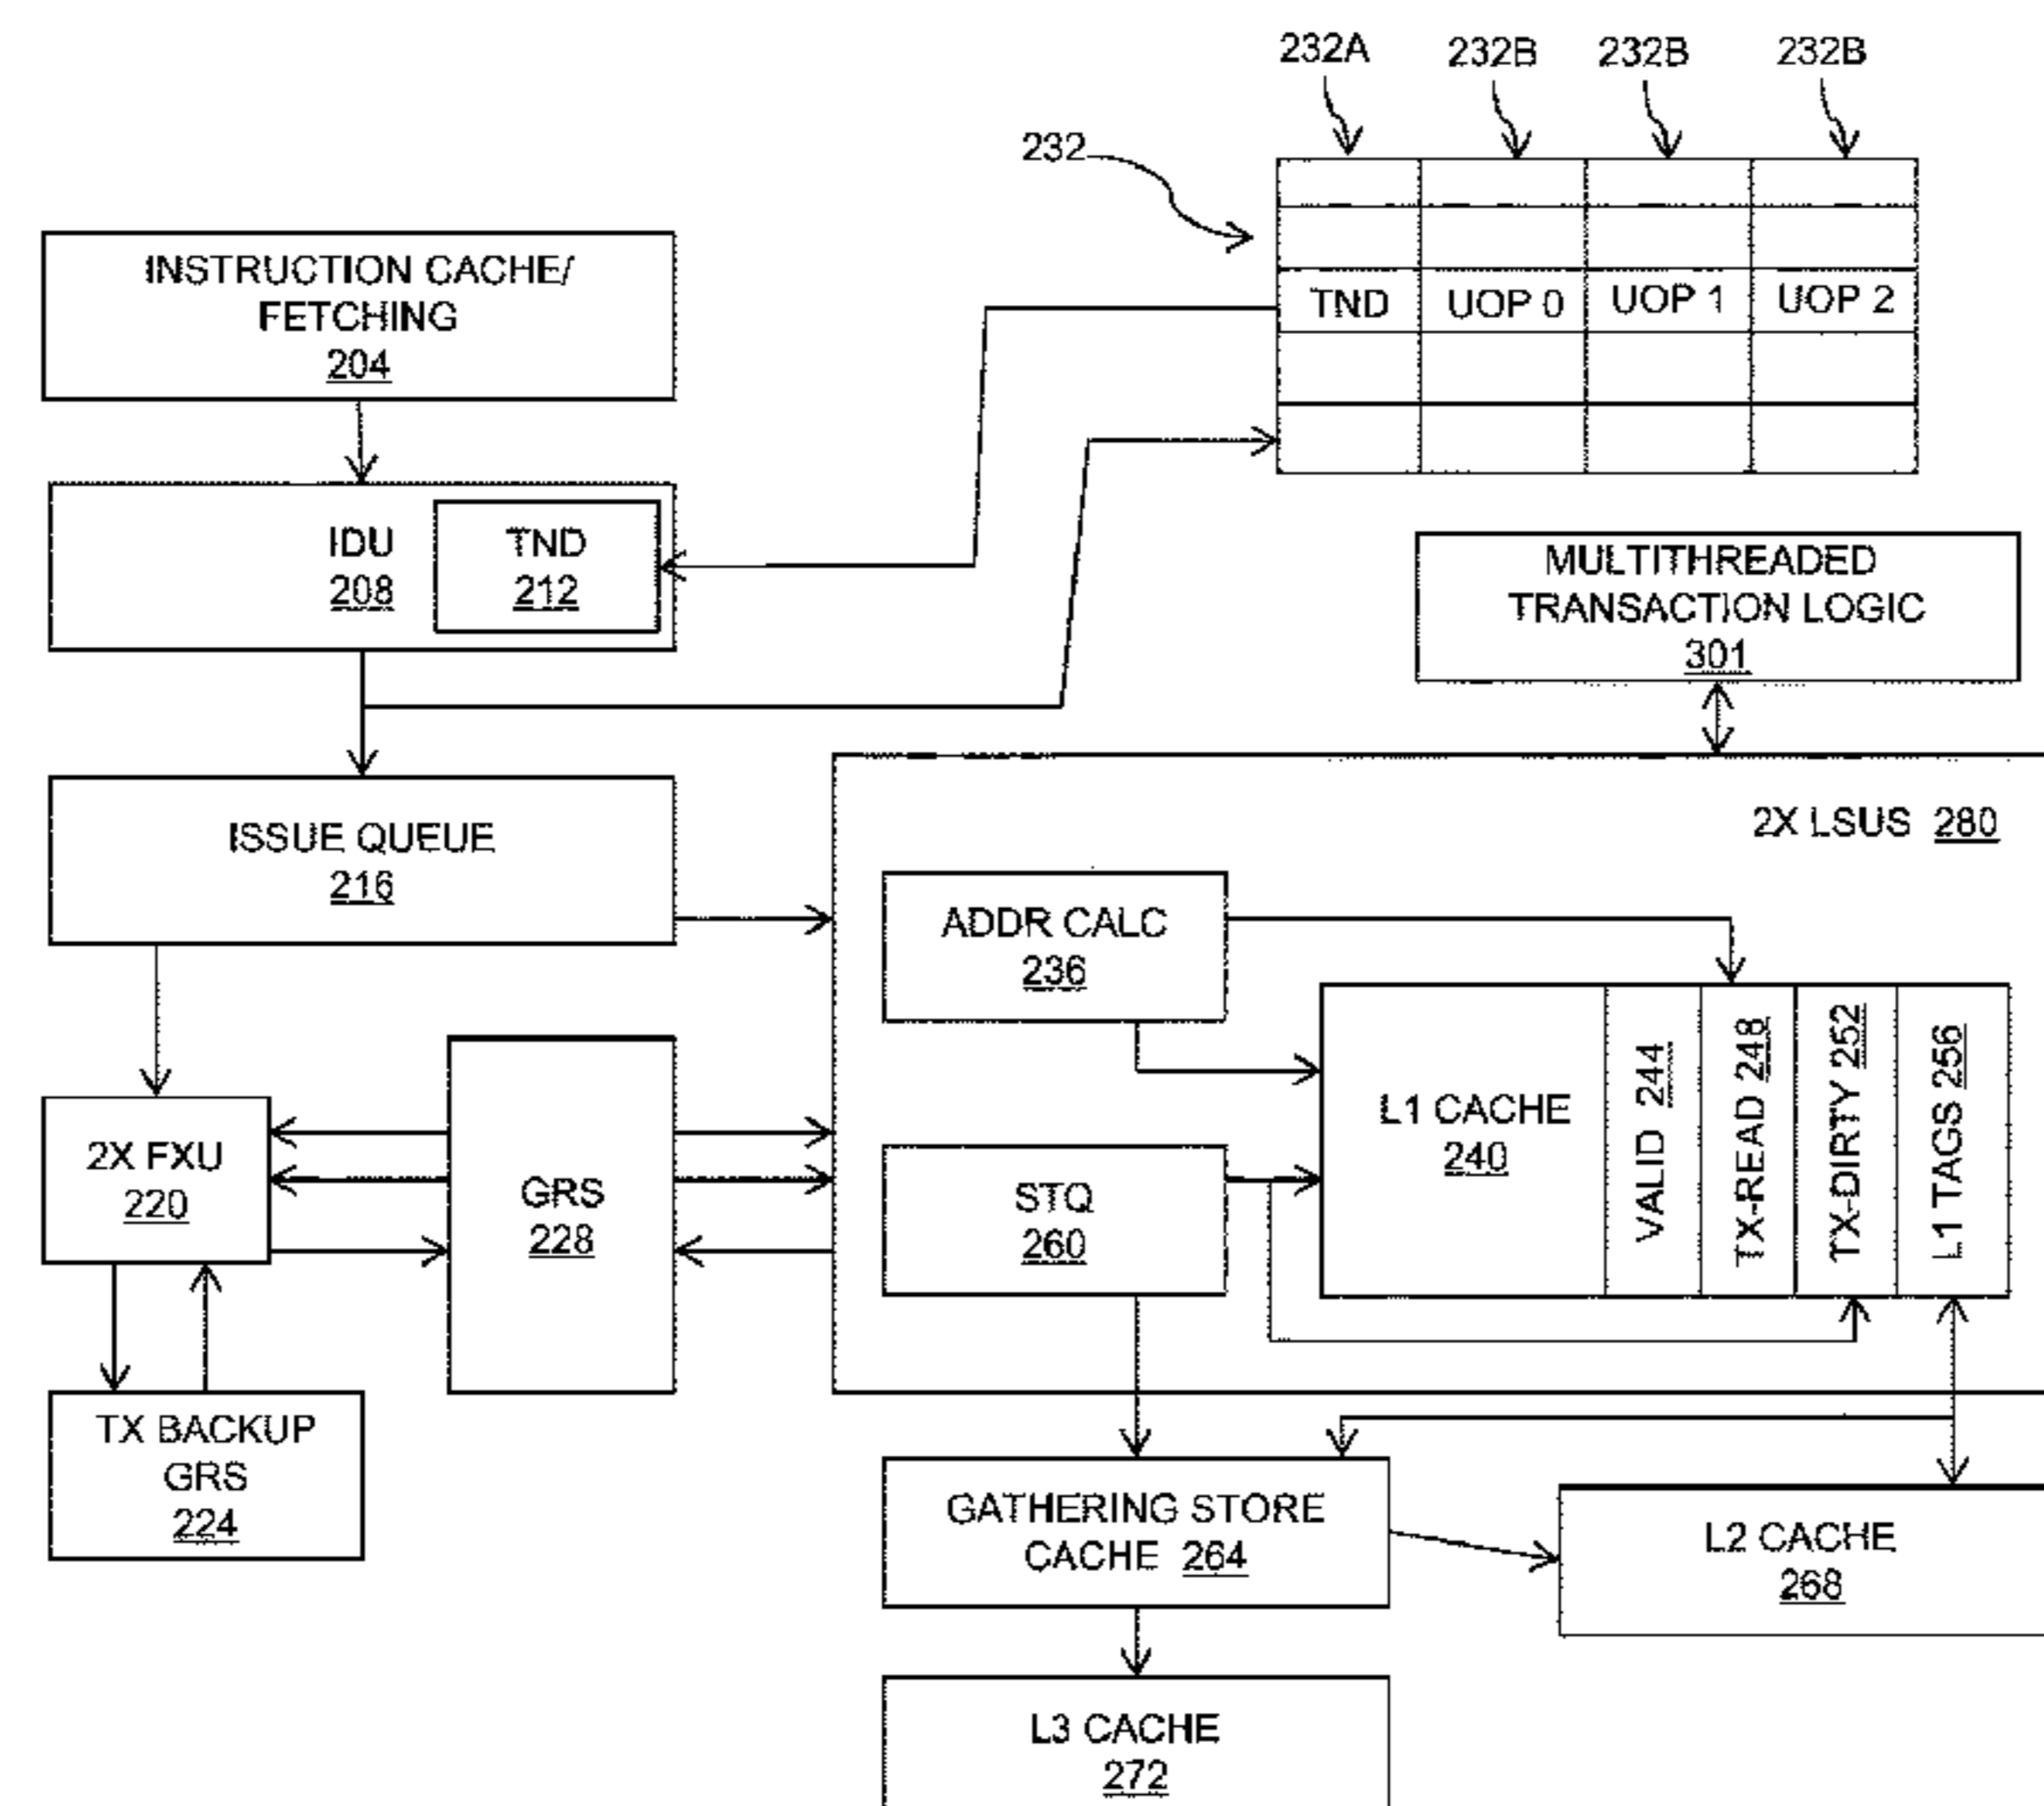 232A
232B
232B
232B
232
TND
UOP 0
UOP 1
UOP 2
INSTRUCTION CACHE/
FETCHING
204
IDU
208
TND
212
MULTITHREADED
TRANSACTION LOGIC
301
ISSUE QUEUE
216
2X LSUS 280
ADDR CALC
236
L1 CACHE
240
VALID 244
TX-READ 248
TX-DIRTY 252
L1 TAGS 256
2X FXU
220
GRS
228
STQ
260
TX BACKUP
GRS
224
GATHERING STORE
CACHE 264
L2 CACHE
268
L3 CACHE
272